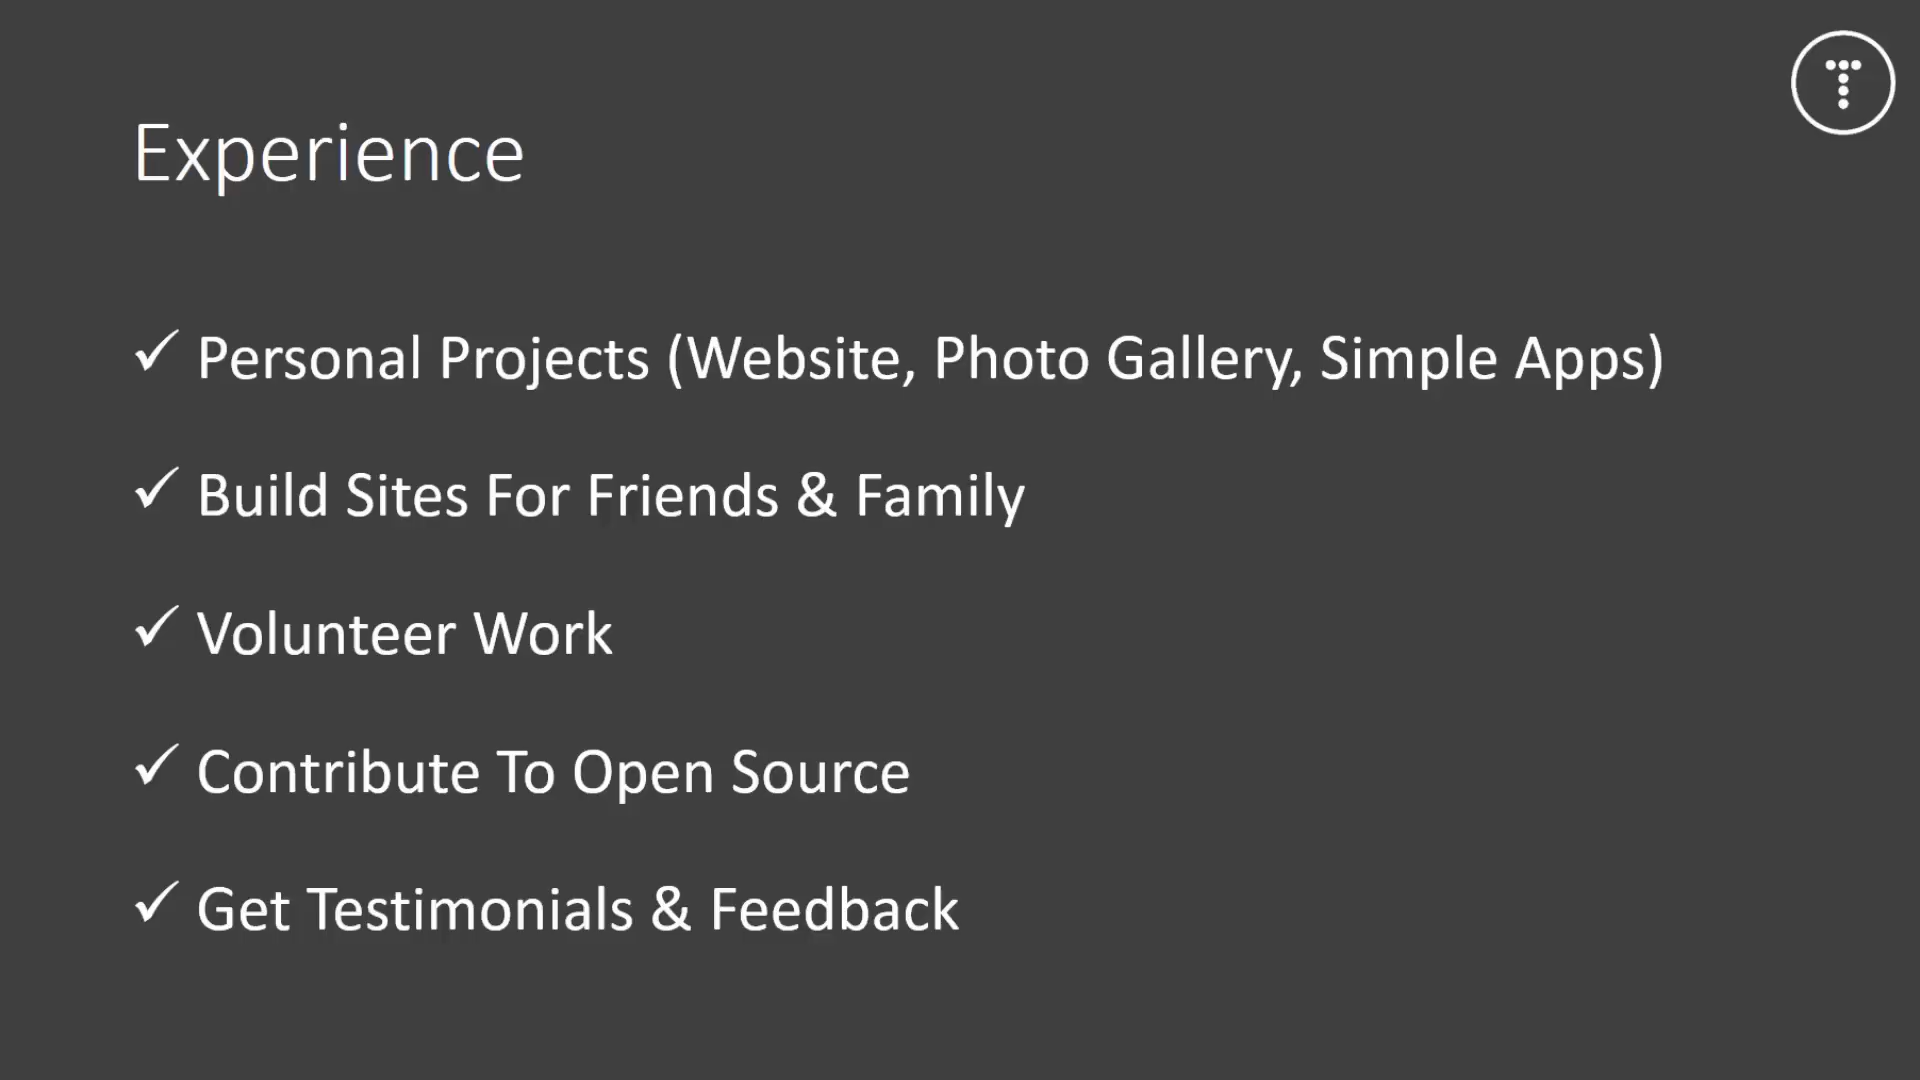 Experience
✓ Personal Projects (Website, Photo Gallery, Simple Apps)
✓ Build Sites For Friends & Family
✓ Volunteer Work
✓ Contribute To Open Source
✓ Get Testimonials & Feedback
T